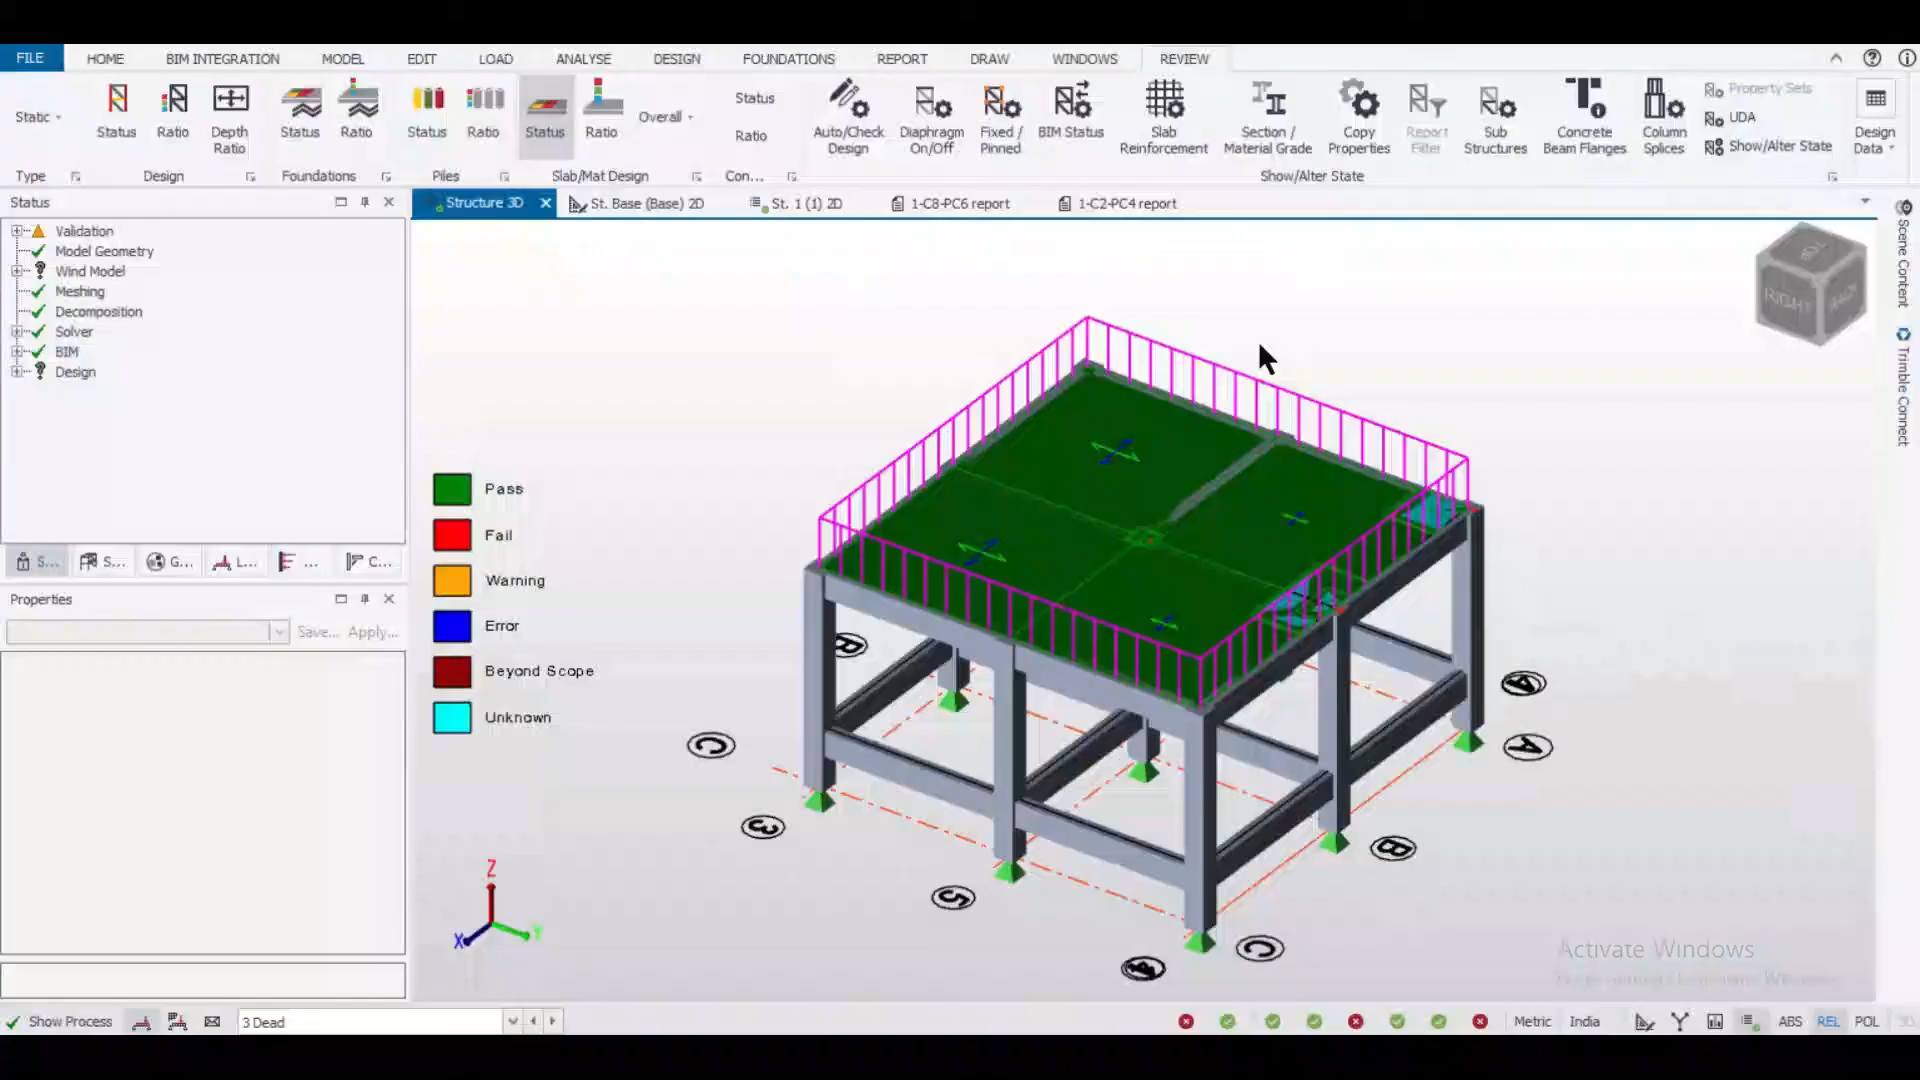 FILE HOME BIM INTEGRATION MODEL EDIT LOAD ANALYSE DESIGN FOUNDATIONS REPORT DRAW WINDOWS REVIEW
Static
Status Ratio Depth Ratio
Status Ratio
Status Ratio
Status Ratio Overall
Status
Ratio
Auto/Check Design
Diaphragm On/Off
Fixed / Pinned
BIM Status
Slab Reinforcement
Section / Material Grade
Copy Properties
Report Filter
Sub Structures
Concrete Beam Flanges
Column Splices
Property Sets
UDA
Show/Alter State
Design Data
Type Design Foundations Piles Slab/Mat Design Con... Show/Alter State
Status
Structure 3D St. Base (Base) 2D St. 1 (1) 2D 1-C8-PC6 report 1-C2-PC4 report
Validation
Model Geometry
Wind Model
Meshing
Decomposition
Solver
BIM
Design
S... S... G... L... ... C...
Properties
Save... Apply...
Pass
Fail
Warning
Error
Beyond Scope
Unknown
RIGHT
Scene Content
Trimble Connect
B
A
C
A
3
B
5
C
4
Z
X
Y
Activate Windows
Show Process 3 Dead Metric India ABS REL POL